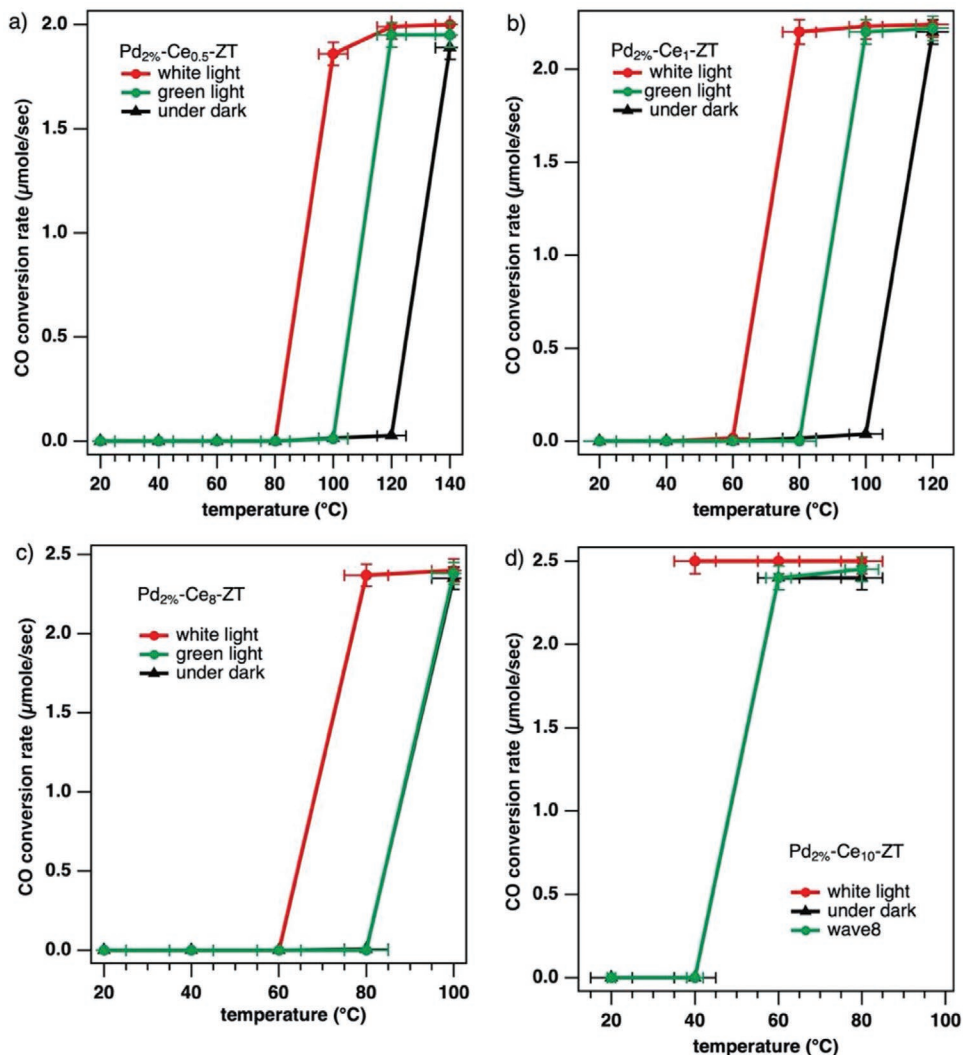 a)
Pd2%-Ce0.5-ZT
white light
green light
under dark
CO conversion rate (µmole/sec)
2.0
1.5
1.0
0.5
0.0
20 40 60 80 100 120 140
temperature (°C)
b)
Pd2%-Ce1-ZT
white light
green light
under dark
CO conversion rate (µmole/sec)
2.0
1.5
1.0
0.5
0.0
20 40 60 80 100 120
temperature (°C)
c)
Pd2%-Ce8-ZT
white light
green light
under dark
CO conversion rate (µmole/sec)
2.5
2.0
1.5
1.0
0.5
0.0
20 40 60 80 100
temperature (°C)
d)
CO conversion rate (µmole/sec)
2.5
2.0
1.5
1.0
0.5
0.0
Pd2%-Ce10-ZT
white light
under dark
wave8
20 40 60 80 100
temperature (°C)